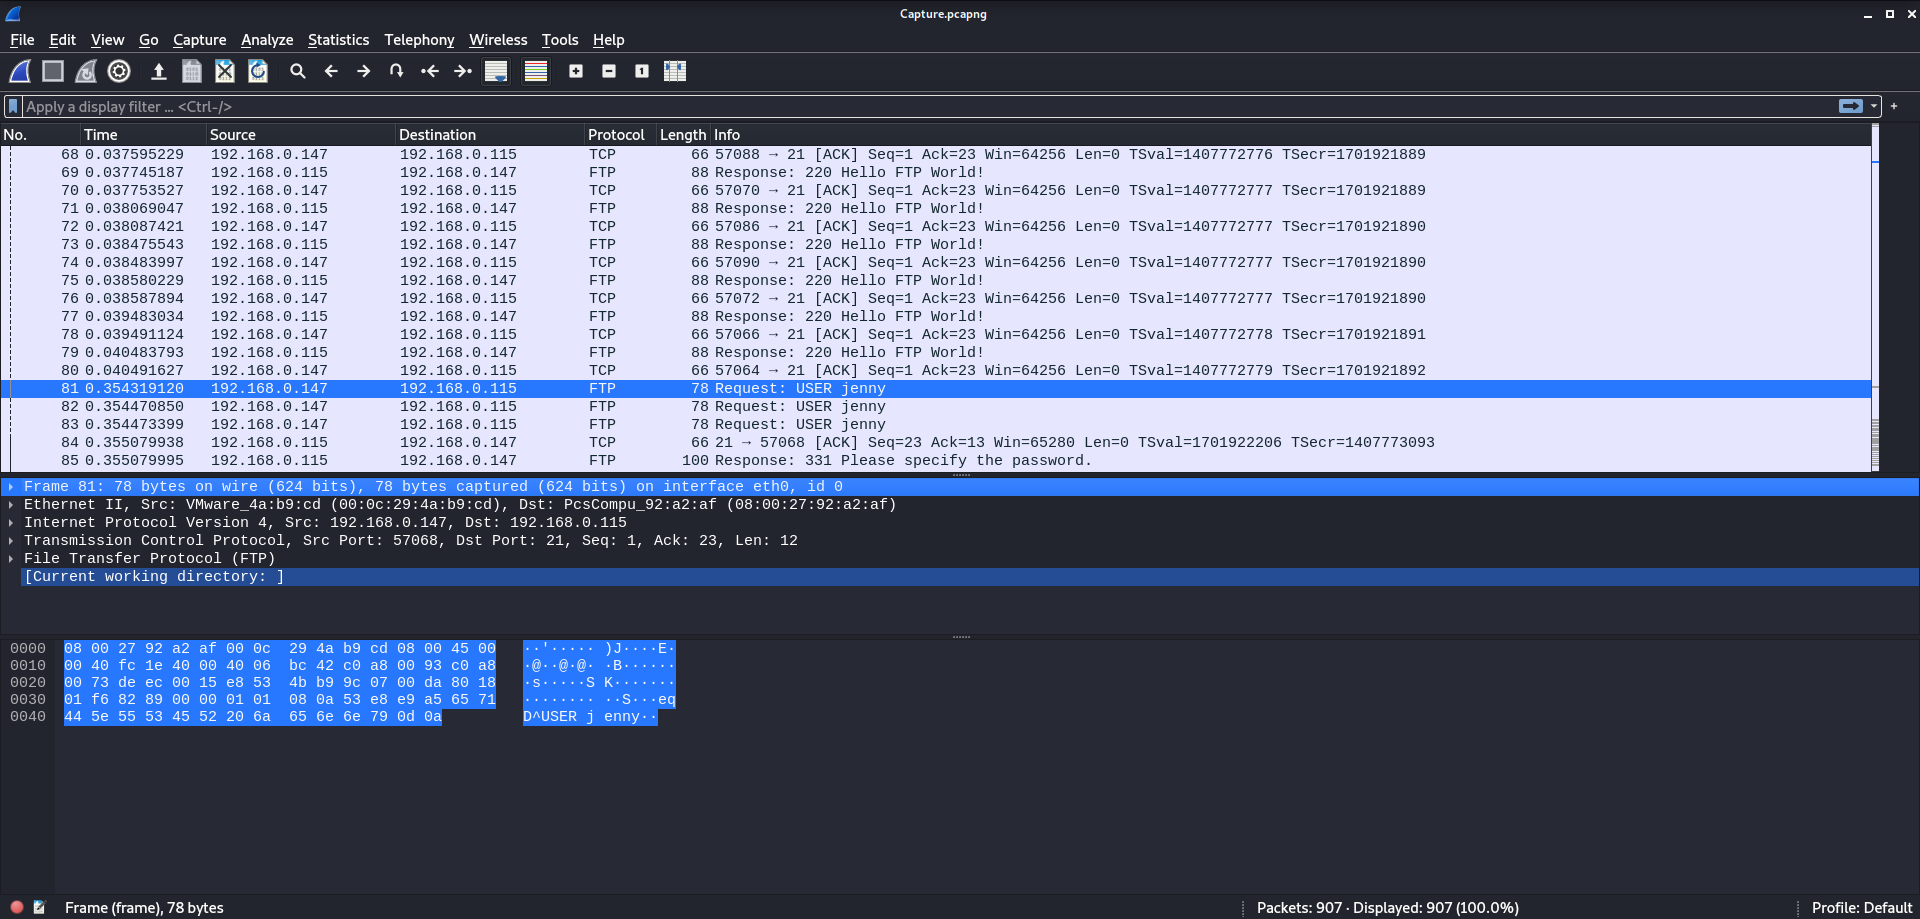 Capture.pcapng
File Edit View Go Capture Analyze Statistics Telephony Wireless Tools Help
Apply a display filter ... <Ctrl-/>
No. Time Source Destination Protocol Length Info
68 0.037595229 192.168.0.147 192.168.0.115 TCP 66 57088 → 21 [ACK] Seq=1 Ack=23 Win=64256 Len=0 TSval=1407772776 TSecr=1701921889
69 0.037745187 192.168.0.115 192.168.0.147 FTP 88 Response: 220 Hello FTP World!
70 0.037753527 192.168.0.147 192.168.0.115 TCP 66 57070 → 21 [ACK] Seq=1 Ack=23 Win=64256 Len=0 TSval=1407772777 TSecr=1701921889
71 0.038069047 192.168.0.115 192.168.0.147 FTP 88 Response: 220 Hello FTP World!
72 0.038087421 192.168.0.147 192.168.0.115 TCP 66 57086 → 21 [ACK] Seq=1 Ack=23 Win=64256 Len=0 TSval=1407772777 TSecr=1701921890
73 0.038475543 192.168.0.115 192.168.0.147 FTP 88 Response: 220 Hello FTP World!
74 0.038483997 192.168.0.147 192.168.0.115 TCP 66 57090 → 21 [ACK] Seq=1 Ack=23 Win=64256 Len=0 TSval=1407772777 TSecr=1701921890
75 0.038580229 192.168.0.115 192.168.0.147 FTP 88 Response: 220 Hello FTP World!
76 0.038587894 192.168.0.147 192.168.0.115 TCP 66 57072 → 21 [ACK] Seq=1 Ack=23 Win=64256 Len=0 TSval=1407772777 TSecr=1701921890
77 0.039483034 192.168.0.115 192.168.0.147 FTP 88 Response: 220 Hello FTP World!
78 0.039491124 192.168.0.147 192.168.0.115 TCP 66 57066 → 21 [ACK] Seq=1 Ack=23 Win=64256 Len=0 TSval=1407772778 TSecr=1701921891
79 0.040483793 192.168.0.115 192.168.0.147 FTP 88 Response: 220 Hello FTP World!
80 0.040491627 192.168.0.147 192.168.0.115 TCP 66 57064 → 21 [ACK] Seq=1 Ack=23 Win=64256 Len=0 TSval=1407772779 TSecr=1701921892
81 0.354319120 192.168.0.147 192.168.0.115 FTP 78 Request: USER jenny
82 0.354470850 192.168.0.147 192.168.0.115 FTP 78 Request: USER jenny
83 0.354473399 192.168.0.147 192.168.0.115 FTP 78 Request: USER jenny
84 0.355079938 192.168.0.115 192.168.0.147 TCP 66 21 → 57068 [ACK] Seq=23 Ack=13 Win=65280 Len=0 TSval=1701922206 TSecr=1407773093
85 0.355079995 192.168.0.115 192.168.0.147 FTP 100 Response: 331 Please specify the password.
Frame 81: 78 bytes on wire (624 bits), 78 bytes captured (624 bits) on interface eth0, id 0
Ethernet II, Src: VMware_4a:b9:cd (00:0c:29:4a:b9:cd), Dst: PcsCompu_92:a2:af (08:00:27:92:a2:af)
Internet Protocol Version 4, Src: 192.168.0.147, Dst: 192.168.0.115
Transmission Control Protocol, Src Port: 57068, Dst Port: 21, Seq: 1, Ack: 23, Len: 12
File Transfer Protocol (FTP)
[Current working directory: ]
0000 08 00 27 92 a2 af 00 0c 29 4a b9 cd 08 00 45 00 ··'····· )J····E·
0010 00 40 fc 1e 40 00 40 06 bc 42 c0 a8 00 93 c0 a8 ·@··@·@· ·B······
0020 00 73 de ec 00 15 e8 53 4b b9 9c 07 00 da 80 18 ·s·····S K·······
0030 01 f6 82 89 00 00 01 01 08 0a 53 e8 e9 a5 65 71 ········ ··S···eq
0040 44 5e 55 53 45 52 20 6a 65 6e 6e 79 0d 0a D^USER j enny··
Frame (frame), 78 bytes Packets: 907 · Displayed: 907 (100.0%) Profile: Default